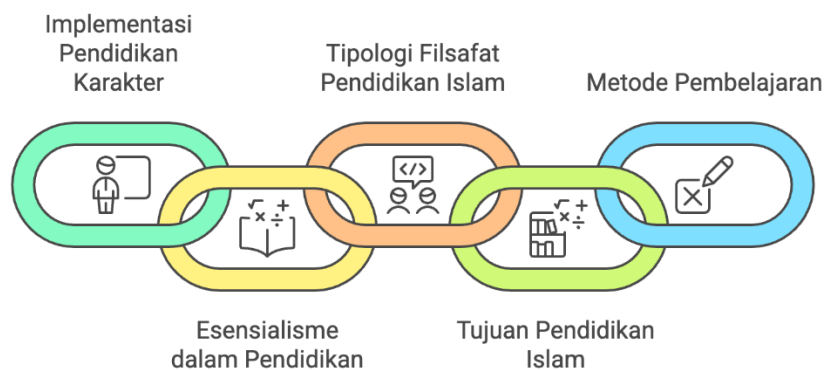 Implementasi
Pendidikan
Karakter
Tipologi Filsafat
Pendidikan Islam
Metode Pembelajaran
Esensialisme
dalam Pendidikan
Tujuan Pendidikan
Islam